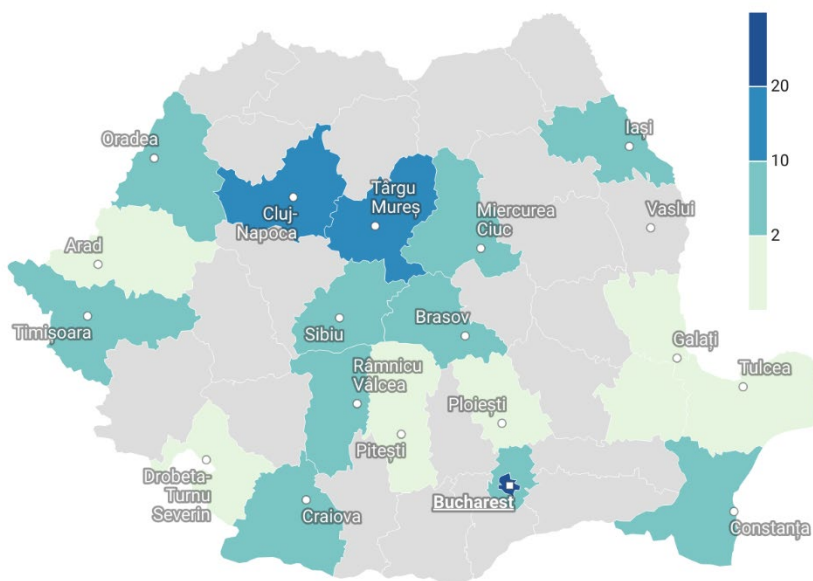 20
10
2
Oradea
Iași
Cluj-
Napoca
Târgu
Mureș
Miercurea
Ciuc
Vaslui
Arad
Timișoara
Sibiu
Brasov
Galați
Tulcea
Râmnicu
Vâlcea
Ploiești
Pitești
Drobeta-
Turnu
Severin
Craiova
Bucharest
Constanța